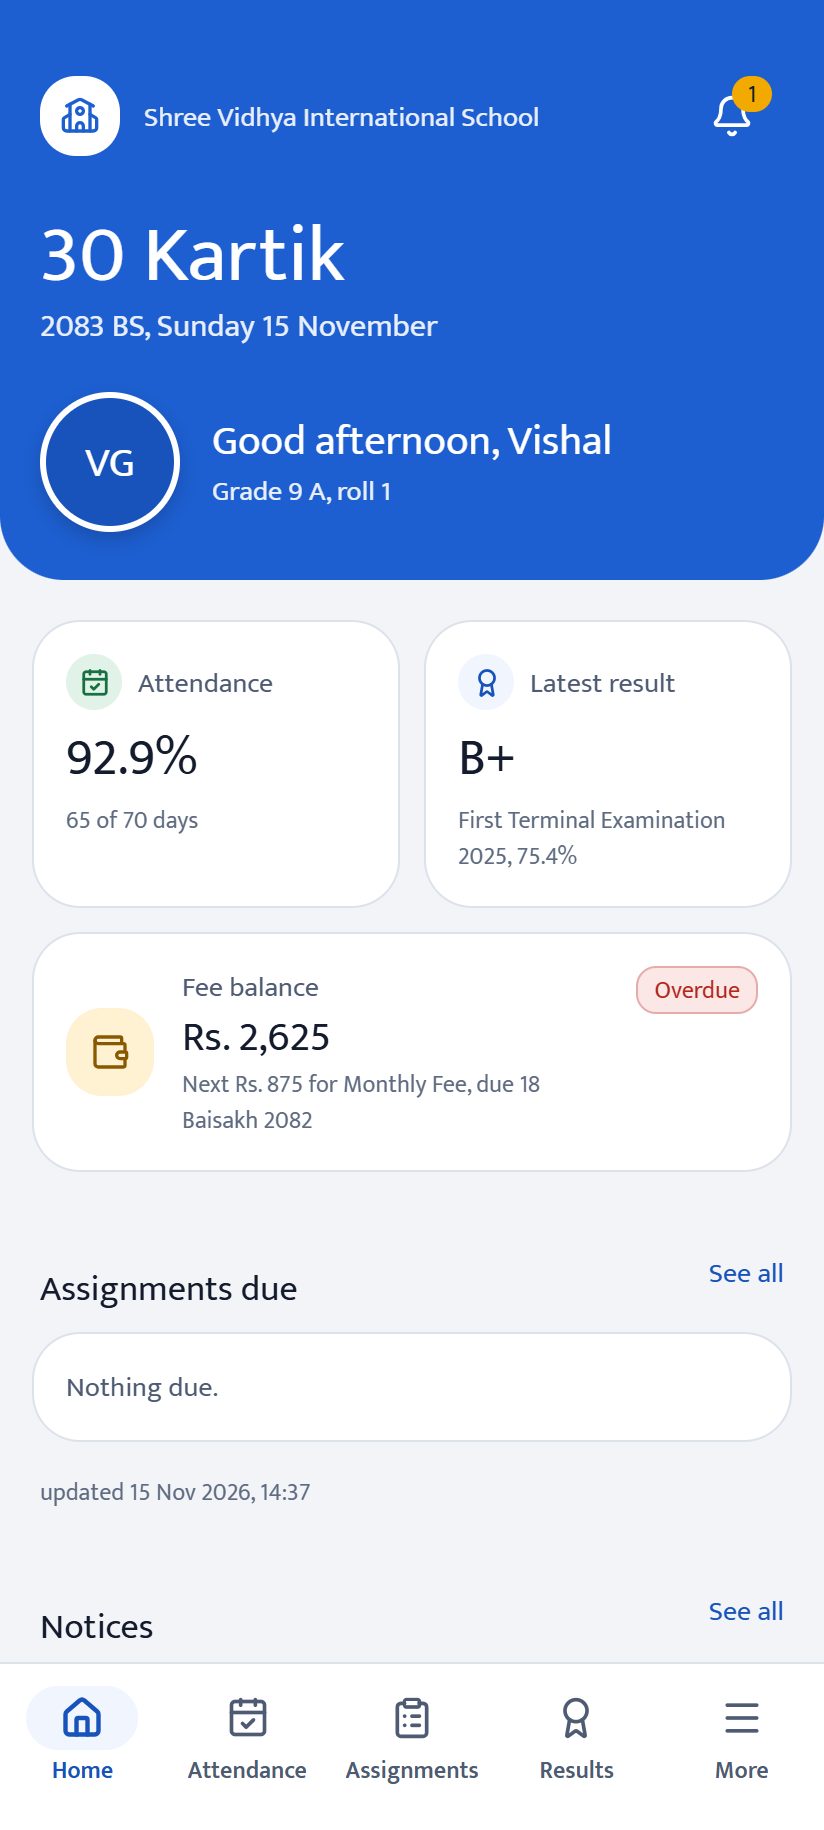 Shree Vidhya International School
1
30 Kartik
2083 BS, Sunday 15 November
VG
Good afternoon, Vishal
Grade 9 A, roll 1
Attendance
92.9%
65 of 70 days
Latest result
B+
First Terminal Examination
2025, 75.4%
Fee balance
Overdue
Rs. 2,625
Next Rs. 875 for Monthly Fee, due 18
Baisakh 2082
Assignments due
See all
Nothing due.
updated 15 Nov 2026, 14:37
Notices
See all
Home
Attendance
Assignments
Results
More